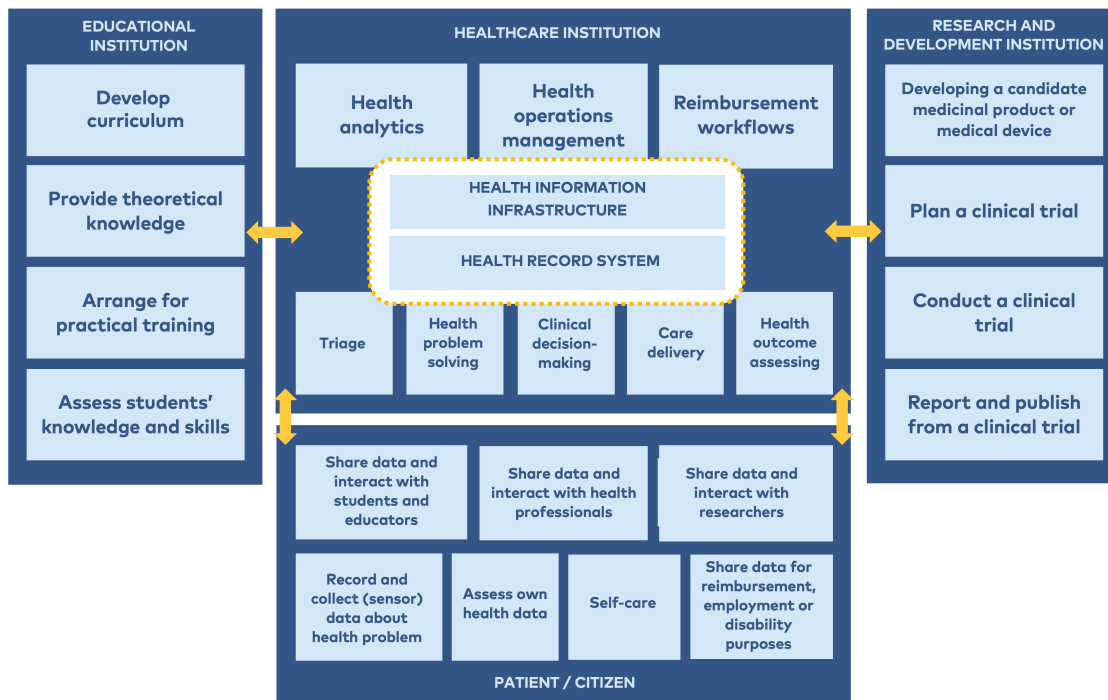 EDUCATIONAL
INSTITUTION
Develop
curriculum
Provide theoretical
knowledge
Arrange for
practical training
Assess students’
knowledge and skills
HEALTHCARE INSTITUTION
Health
analytics
Health
operations
management
Reimbursement
workflows
HEALTH INFORMATION
INFRASTRUCTURE
HEALTH RECORD SYSTEM
Triage
Health
problem
solving
Clinical
decision-
making
Care
delivery
Health
outcome
assessing
RESEARCH AND
DEVELOPMENT INSTITUTION
Developing a candidate
medicinal product or
medical device
Plan a clinical trial
Conduct a clinical
trial
Report and publish
from a clinical trial
Share data and
interact with
students and
educators
Share data and
interact with health
professionals
Share data and
interact with
researchers
Record and
collect (sensor)
data about
health problem
Assess own
health data
Self-care
Share data for
reimbursement,
employment or
disability
purposes
PATIENT / CITIZEN